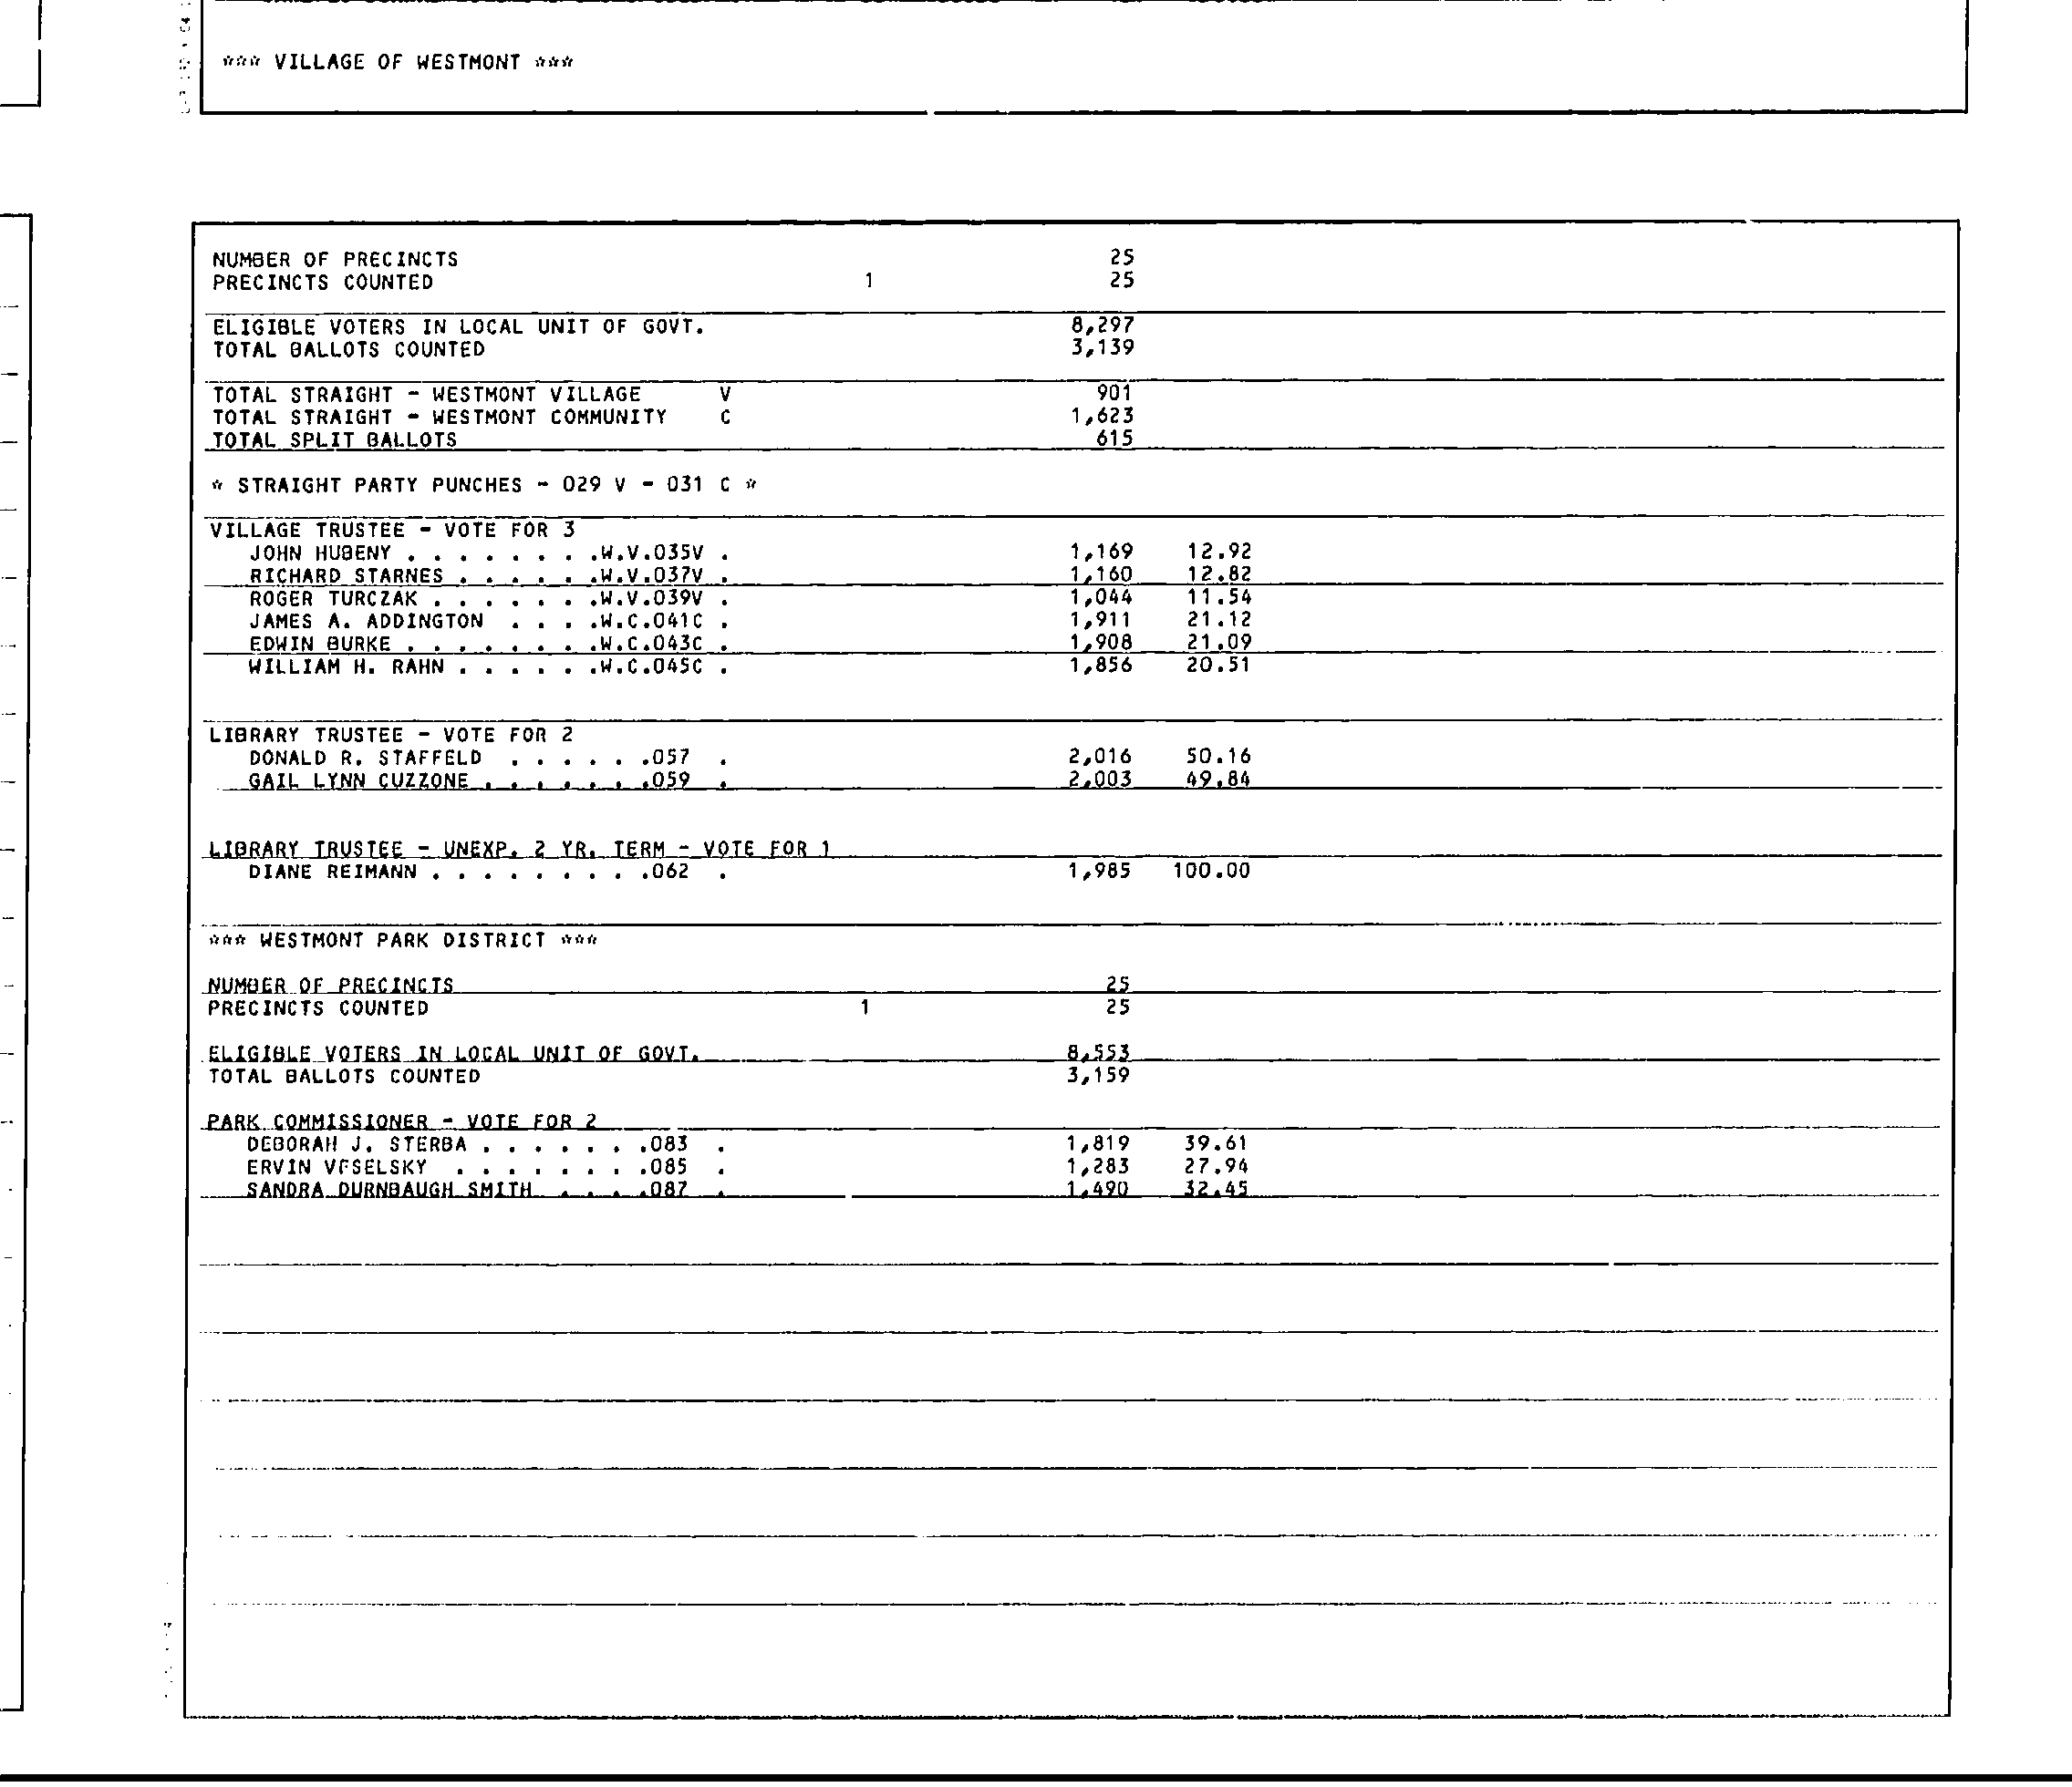 *** VILLAGE OF WESTMONT ***
NUMBER OF PRECINCTS 25
PRECINCTS COUNTED 1 25
ELIGIBLE VOTERS IN LOCAL UNIT OF GOVT. 8,297
TOTAL BALLOTS COUNTED 3,139
TOTAL STRAIGHT - WESTMONT VILLAGE V 901
TOTAL STRAIGHT - WESTMONT COMMUNITY C 1,623
TOTAL SPLIT BALLOTS 615
* STRAIGHT PARTY PUNCHES - 029 V - 031 C *
VILLAGE TRUSTEE - VOTE FOR 3
JOHN HUBENY . . . . . . . .W.V.035V . 1,169 12.92
RICHARD STARNES . . . . . .W.V.037V . 1,160 12.82
ROGER TURCZAK . . . . . . .W.V.039V . 1,044 11.54
JAMES A. ADDINGTON . . . .W.C.041C . 1,911 21.12
EDWIN BURKE . . . . . . . .W.C.043C . 1,908 21.09
WILLIAM H. RAHN . . . . . .W.C.045C . 1,856 20.51
LIBRARY TRUSTEE - VOTE FOR 2
DONALD R. STAFFELD . . . . . .057 . 2,016 50.16
GAIL LYNN CUZZONE . . . . . . .059 . 2,003 49.84
LIBRARY TRUSTEE - UNEXP. 2 YR. TERM - VOTE FOR 1
DIANE REIMANN . . . . . . . . .062 . 1,985 100.00
*** WESTMONT PARK DISTRICT ***
NUMBER OF PRECINCTS 25
PRECINCTS COUNTED 1 25
ELIGIBLE VOTERS IN LOCAL UNIT OF GOVT. 8,553
TOTAL BALLOTS COUNTED 3,159
PARK COMMISSIONER - VOTE FOR 2
DEBORAH J. STERBA . . . . . . .083 . 1,819 39.61
ERVIN VESELSKY . . . . . . . .085 . 1,283 27.94
SANDRA DURNBAUGH SMITH . . . .087 . 1,490 32.45